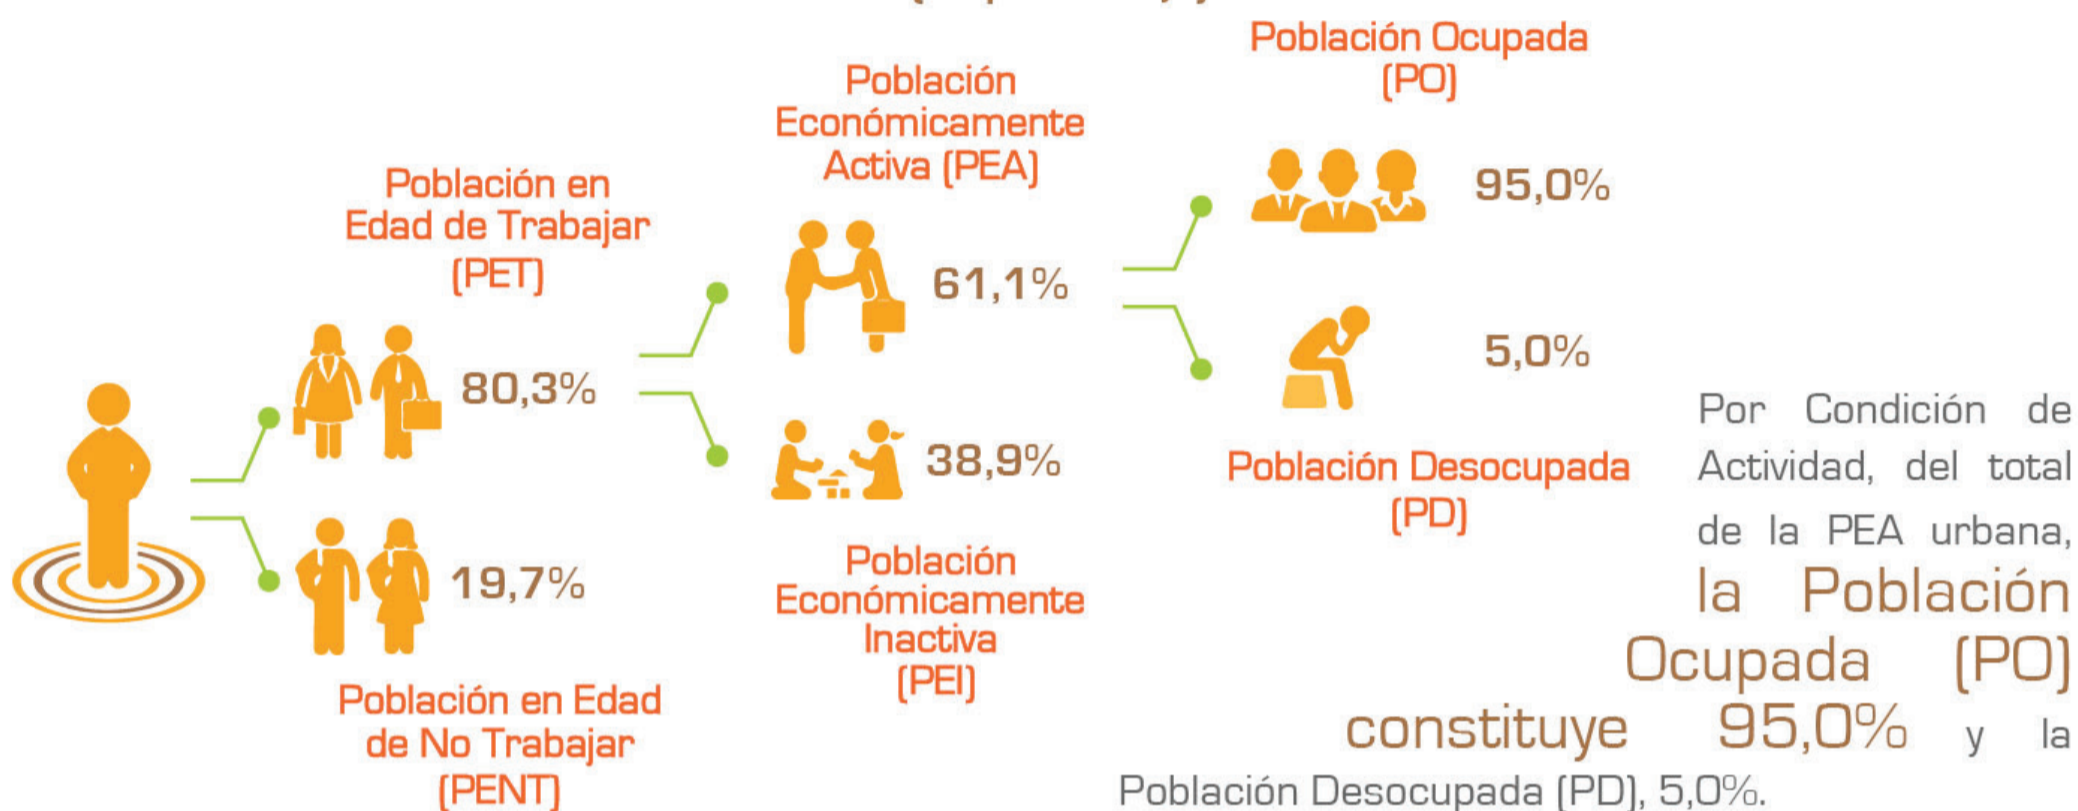 Población en
Edad de Trabajar
(PET)
80,3%
19,7%
Población en Edad
de No Trabajar
(PENT)
Población
Económicamente
Activa (PEA)
61,1%
38,9%
Población
Económicamente
Inactiva
(PEI)
Población Ocupada
(PO)
95,0%
5,0%
Población Desocupada
(PD)
Por Condición de
Actividad, del total
de la PEA urbana,
la Población
Ocupada (PO)
constituye 95,0% y la
Población Desocupada (PD), 5,0%.